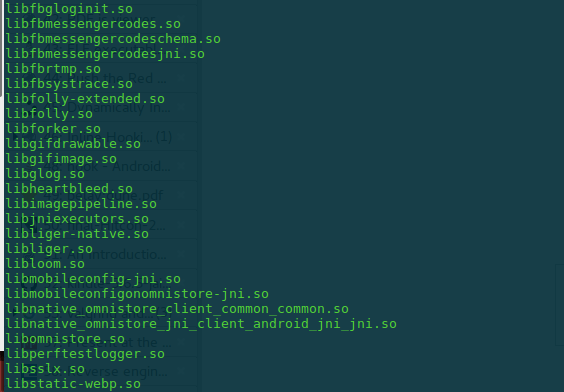 libfbgloginit.so
libfbmessengercodes.so
libfbmessengercodeschema.so
libfbmessengercodesjni.so
libfbrtmp.so
libfbsystrace.so
libfolly-extended.so
libfolly.so
libforker.so
libgifdrawable.so
libgifimage.so
libglog.so
libheartbleed.so
libimagepipeline.so
libjniexecutors.so
libliger-native.so
libliger.so
libloom.so
libmobileconfig-jni.so
libmobileconfigonomnistore-jni.so
libnative_omnistore_client_common_common.so
libnative_omnistore_jni_client_android_jni_jni.so
libomnistore.so
libperftestlogger.so
libsslx.so
libstatic-webp.so